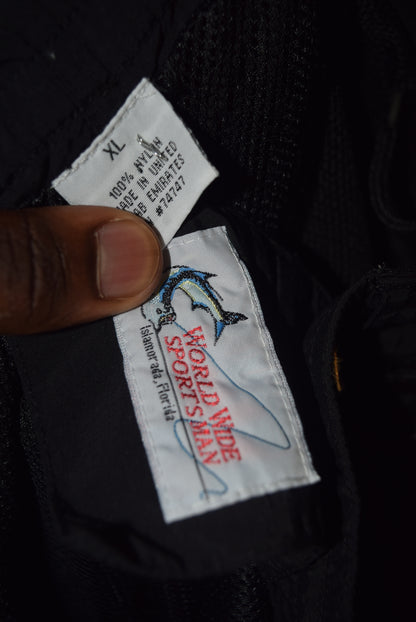 XL
100% NYLON
MADE IN UNITED
ARAB EMIRATES
#74747
WORLD WIDE
SPORTSMAN
Islamorada, Florida